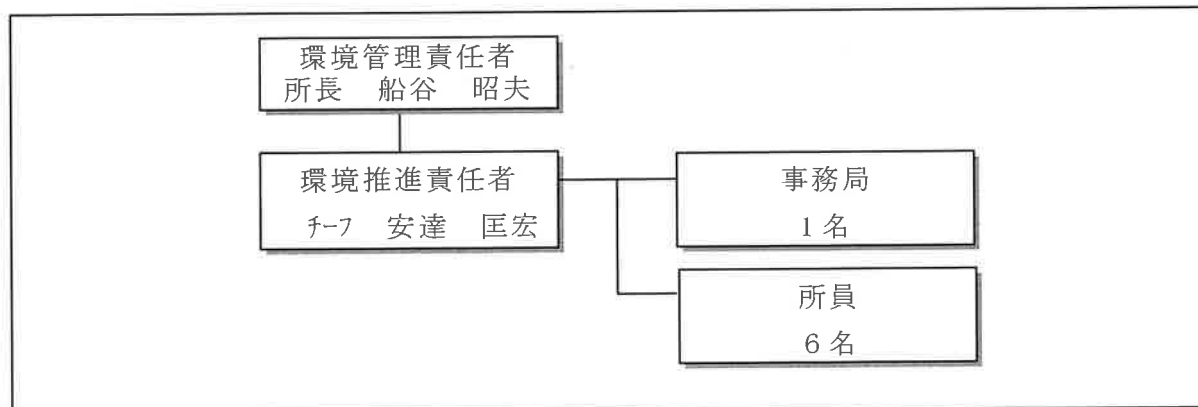 環境管理責任者
所長　船谷　昭夫
環境推進責任者
ﾁｰﾌ　安達　匡宏
事務局
1名
所員
6名